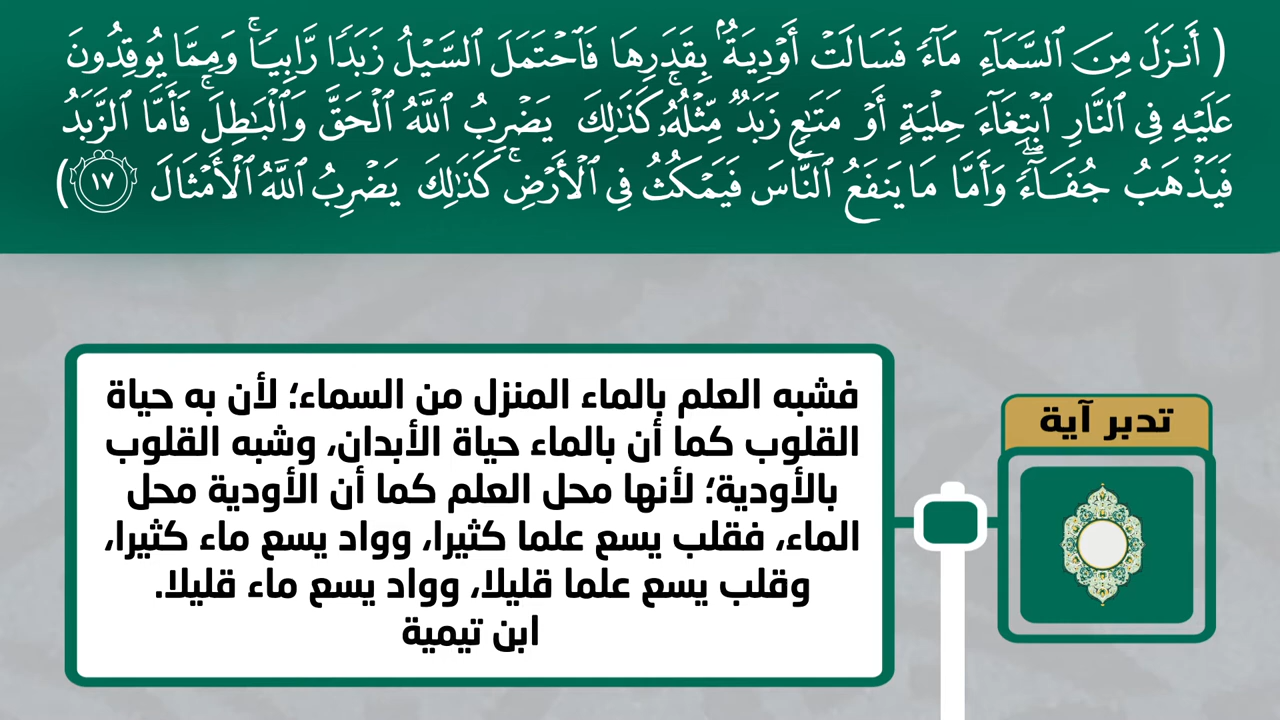 ( أَنزَلَ مِنَ ٱلسَّمَآءِ مَآءً فَسَالَتْ أَوْدِيَةُۢ بِقَدَرِهَا فَٱحْتَمَلَ ٱلسَّيْلُ زَبَدًا رَّابِيًاۚ وَمِمَّا يُوقِدُونَ
عَلَيْهِ فِى ٱلنَّارِ ٱبْتِغَآءَ حِلْيَةٍ أَوْ مَتَٰعٍ زَبَدٌ مِّثْلُهُۥۚ كَذَٰلِكَ يَضْرِبُ ٱللَّهُ ٱلْحَقَّ وَٱلْبَٰطِلَۚ فَأَمَّا ٱلزَّبَدُ
فَيَذْهَبُ جُفَآءًۖ وَأَمَّا مَا يَنفَعُ ٱلنَّاسَ فَيَمْكُثُ فِى ٱلْأَرْضِۚ كَذَٰلِكَ يَضْرِبُ ٱللَّهُ ٱلْأَمْثَالَ ١٧ )
تدبر آية
فشبه العلم بالماء المنزل من السماء؛ لأن به حياة
القلوب كما أن بالماء حياة الأبدان، وشبه القلوب
بالأودية؛ لأنها محل العلم كما أن الأودية محل
الماء، فقلب يسع علما كثيرا، وواد يسع ماء كثيرا،
وقلب يسع علما قليلا، وواد يسع ماء قليلا.
ابن تيمية